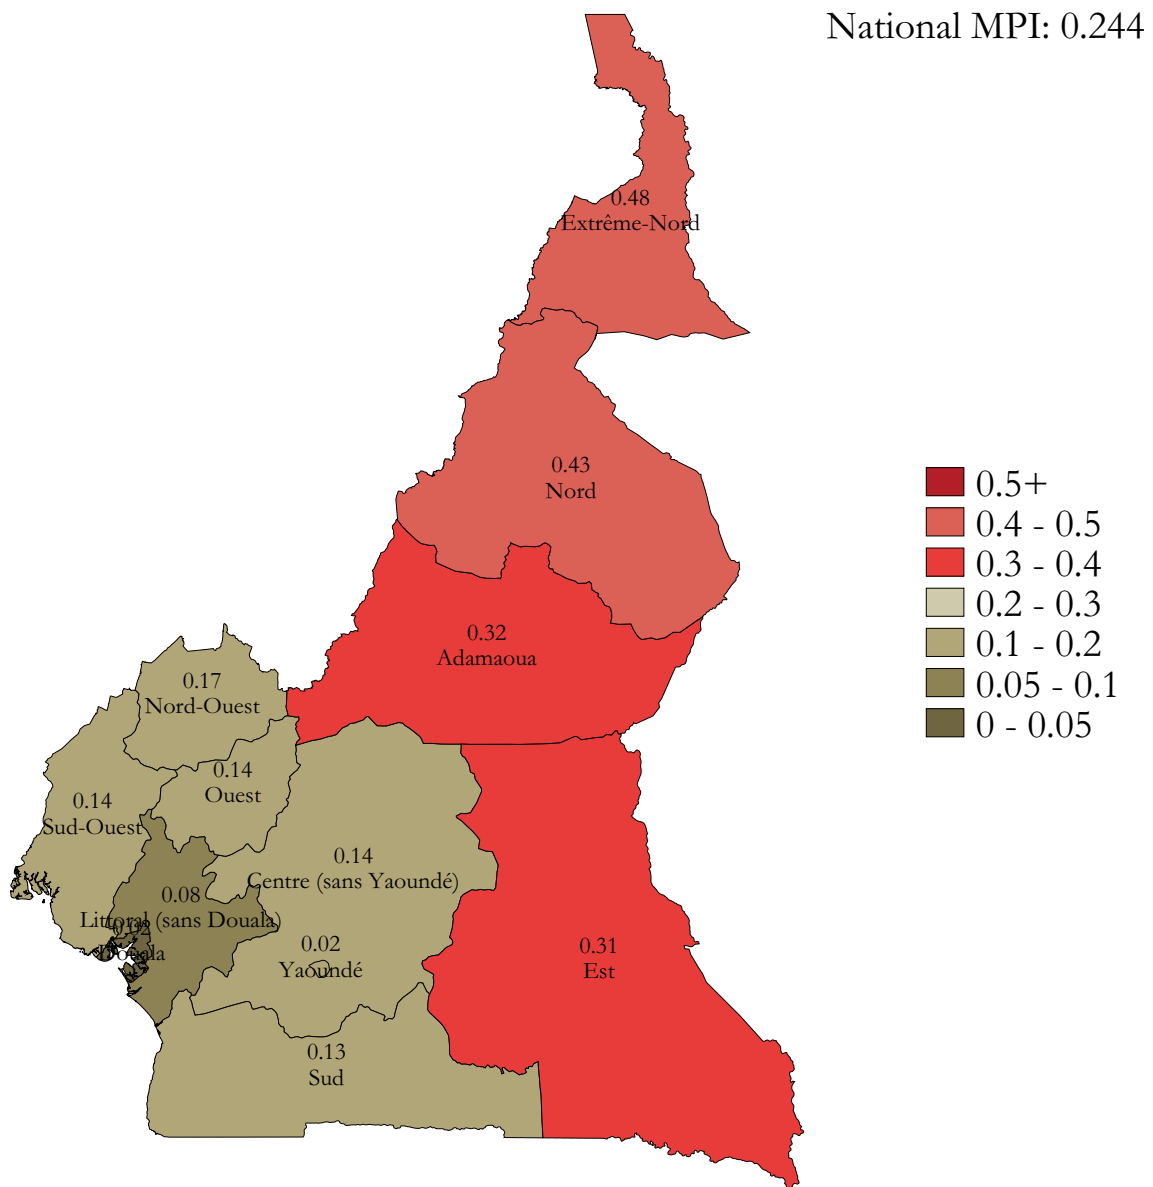 National MPI: 0.244
0.48
Extrême-Nord
0.43
Nord
0.32
Adamaoua
0.17
Nord-Ouest
0.14
Ouest
0.14
Sud-Ouest
0.14
Centre (sans Yaoundé)
0.08
Littoral (sans Douala)
0.02
Douala
0.02
Yaoundé
0.31
Est
0.13
Sud
0.5+
0.4 - 0.5
0.3 - 0.4
0.2 - 0.3
0.1 - 0.2
0.05 - 0.1
0 - 0.05